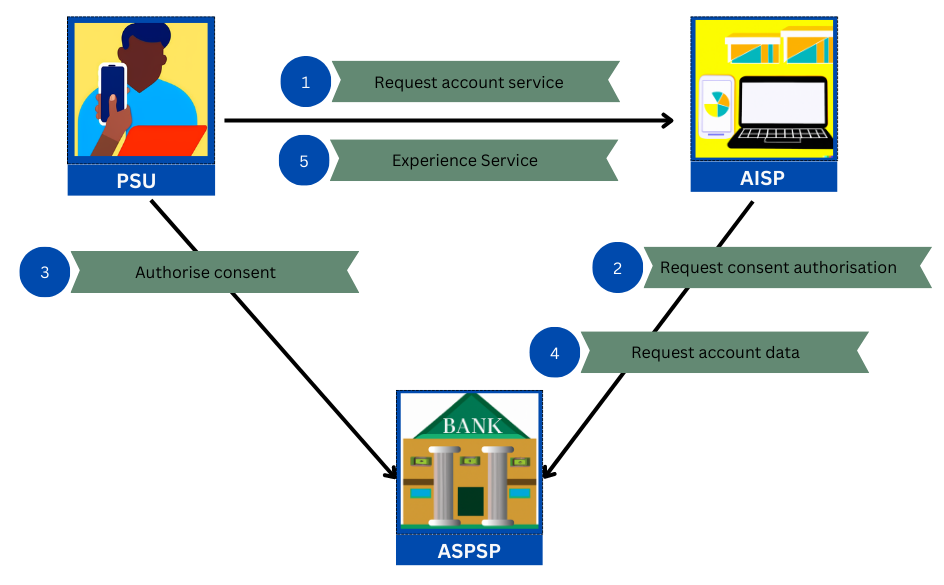 1
Request account service
5
Experience Service
PSU
AISP
3
Authorise consent
2
Request consent authorisation
4
Request account data
BANK
ASPSP